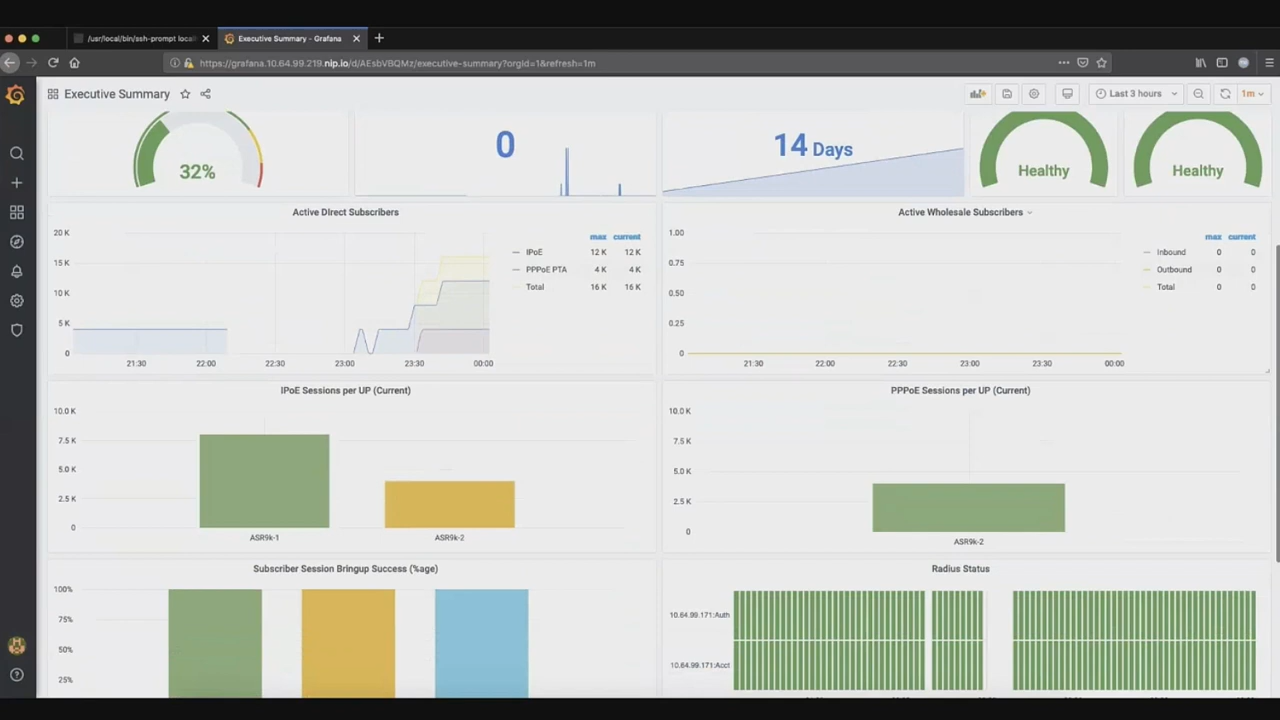 /usr/local/bin/ssh-prompt locall
Executive Summary - Grafana
https://grafana.10.64.99.219.nip.io/d/AEsbVBQMz/executive-summary?orgId=1&refresh=1m
Executive Summary
Last 3 hours
1m
32%
0
14 Days
Healthy
Healthy
Active DIrect Subscribers
20 K
15 K
10 K
5 K
0
21:30 22:00 22:30 23:00 23:30 00:00
max current
IPoE 12 K 12 K
PPPoE PTA 4 K 4 K
Total 16 K 16 K
Active Wholesale Subscribers
1.00
0.75
0.50
0.25
0
21:30 22:00 22:30 23:00 23:30 00:00
max current
Inbound 0 0
Outbound 0 0
Total 0 0
IPoE Sessions per UP (Current)
10.0 K
7.5 K
5.0 K
2.5 K
0
ASR9k-1 ASR9k-2
PPPoE Sessions per UP (Current)
10.0 K
7.5 K
5.0 K
2.5 K
0
ASR9k-2
Subscriber Session Bringup Success (%age)
100%
75%
50%
25%
Radius Status
10.64.99.171:Auth
10.64.99.171:Acct